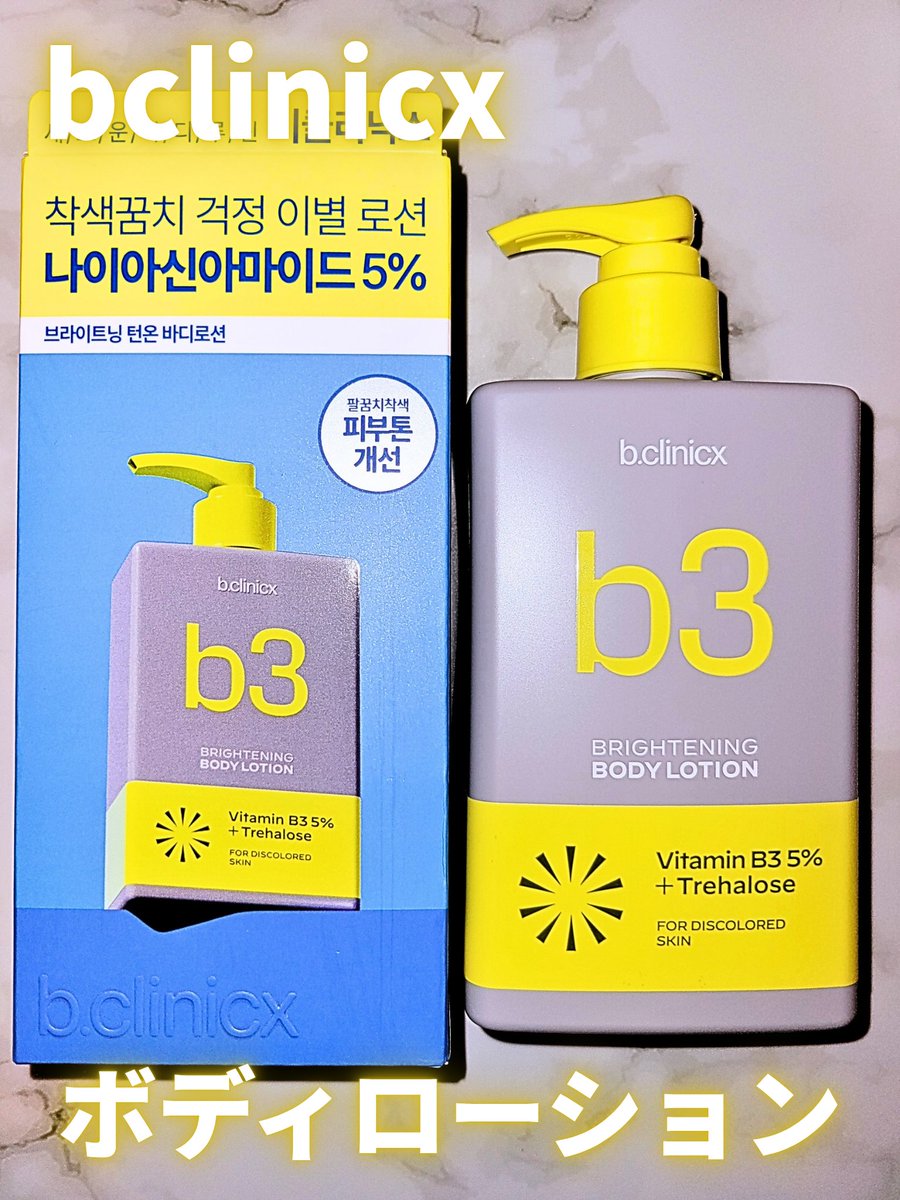 bclinicx
착색꿈치 걱정 이별 로션
나이아신아마이드 5%
브라이트닝 턴온 바디로션
팔꿈치착색
피부톤
개선
b.clinicx
b3
BRIGHTENING
BODY LOTION
Vitamin B3 5%
+Trehalose
FOR DISCOLORED
SKIN
b.clinicx
b.clinicx
b3
BRIGHTENING
BODY LOTION
Vitamin B3 5%
+Trehalose
FOR DISCOLORED
SKIN
ボディローション